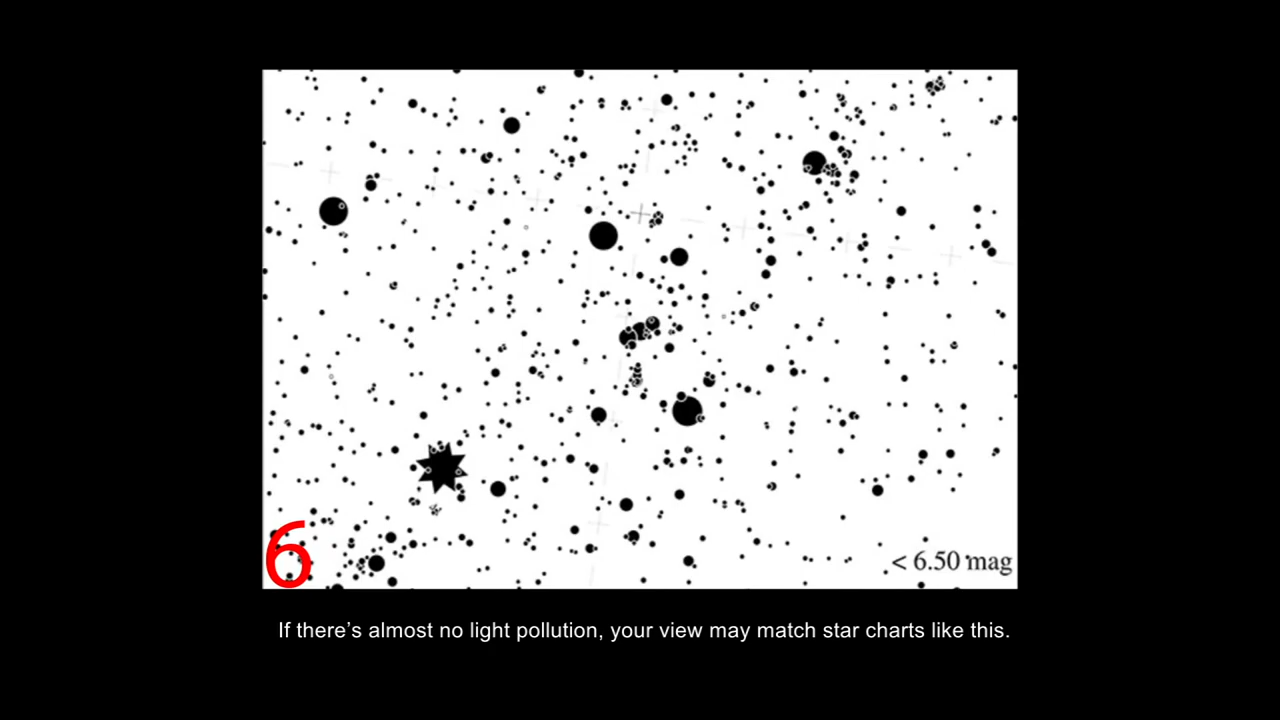 6
< 6.50 mag
If there’s almost no light pollution, your view may match star charts like this.